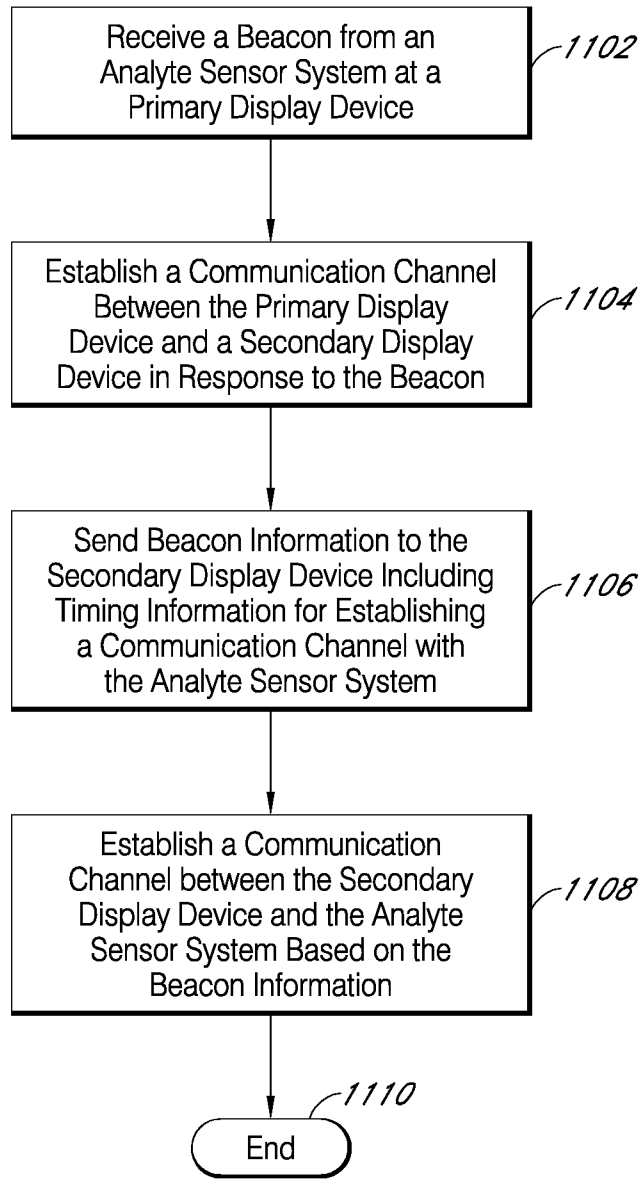 Receive a Beacon from an
Analyte Sensor System at a
Primary Display Device
1102
Establish a Communication Channel
Between the Primary Display
Device and a Secondary Display
Device in Response to the Beacon
1104
Send Beacon Information to the
Secondary Display Device Including
Timing Information for Establishing
a Communication Channel with
the Analyte Sensor System
1106
Establish a Communication
Channel between the Secondary
Display Device and the Analyte
Sensor System Based on the
Beacon Information
1108
1110
End